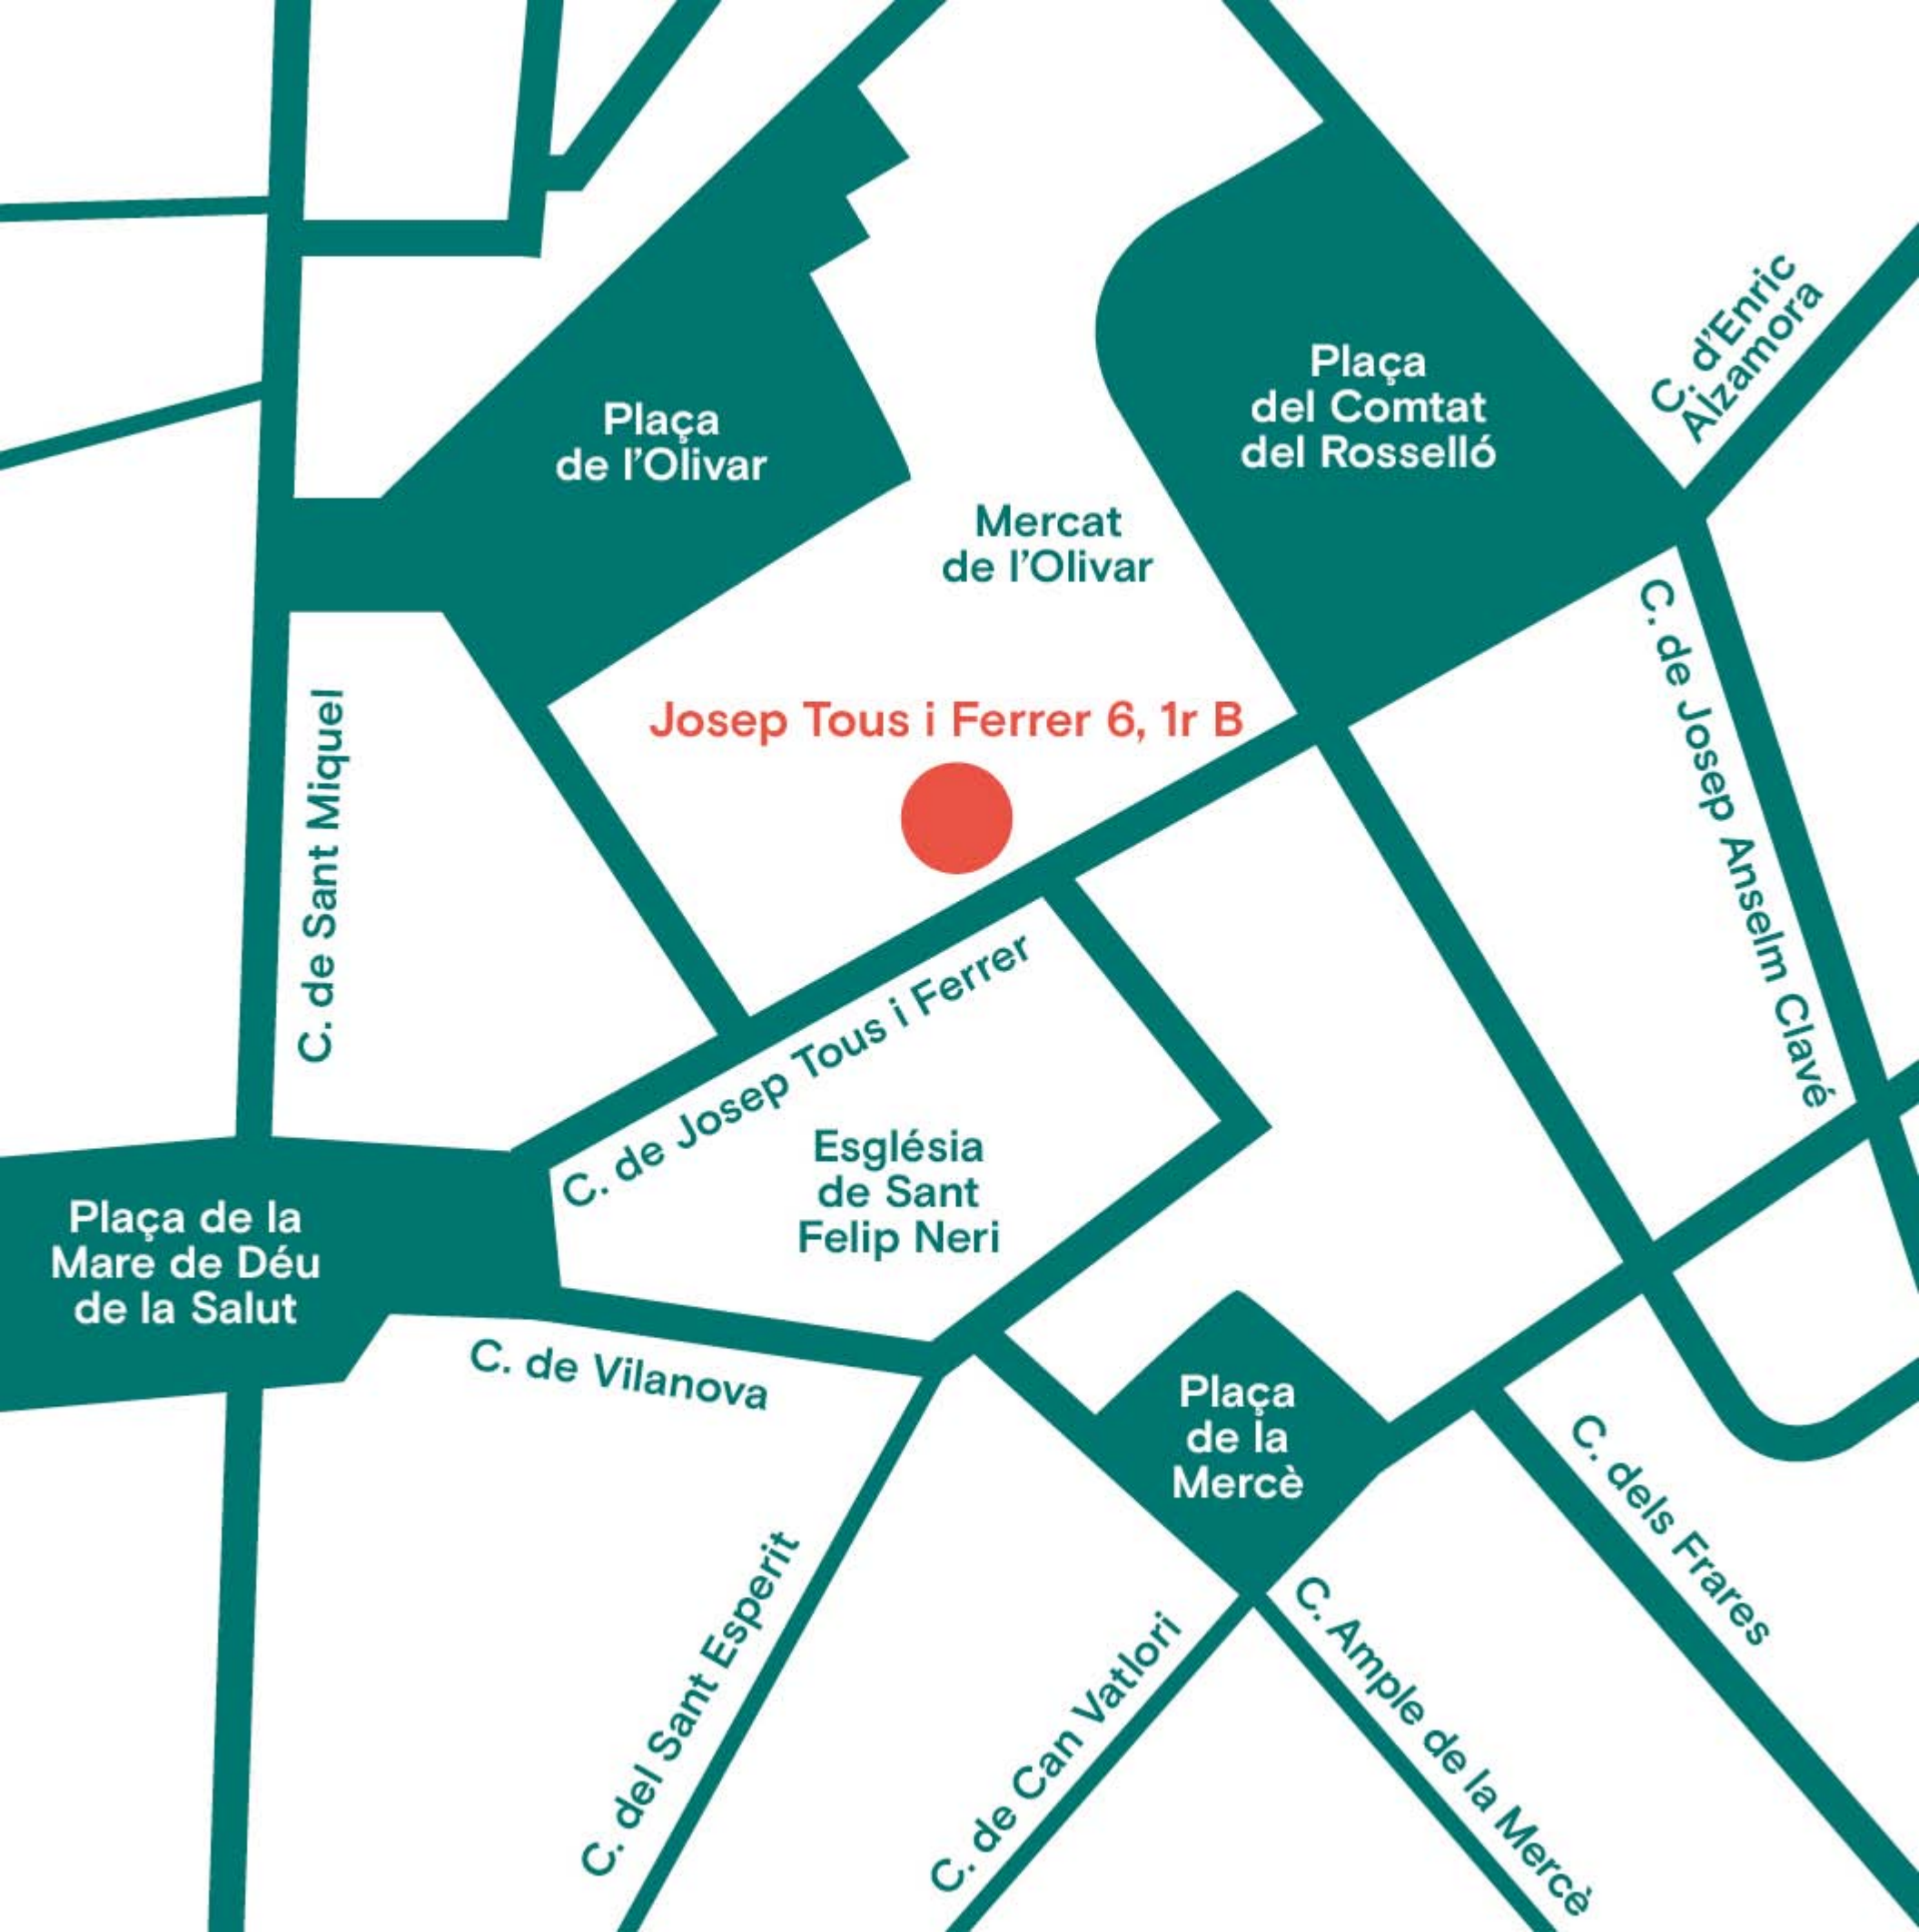 C. d'Enric
Alzamora
Plaça
del Comtat
del Rosselló
Plaça
de l'Olivar
Mercat
de l'Olivar
C. de Josep Anselm Clavé
Josep Tous i Ferrer 6, 1r B
C. de Sant Miquel
C. de Josep Tous i Ferrer
Església
de Sant
Felip Neri
Plaça de la
Mare de Déu
de la Salut
C. de Vilanova
Plaça
de la
Mercè
C. dels Frares
C. del Sant Esperit
C. de Can Vatlori
C. Ample de la Mercè